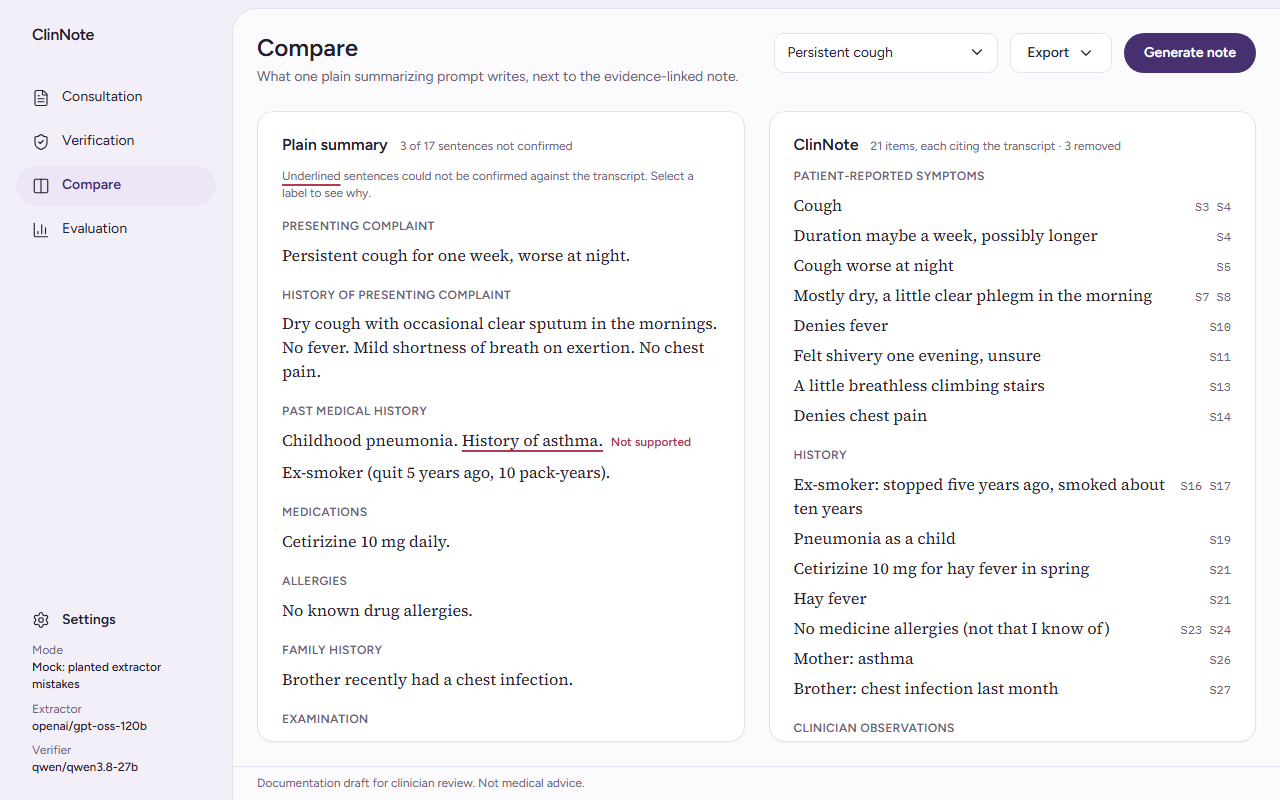 ClinNote
Consultation
Verification
Compare
Evaluation
Settings
Mode
Mock: planted extractor
mistakes
Extractor
openai/gpt-oss-120b
Verifier
qwen/qwen3.8-27b
Compare
What one plain summarizing prompt writes, next to the evidence-linked note.
Persistent cough
Export
Generate note
Plain summary 3 of 17 sentences not confirmed
Underlined sentences could not be confirmed against the transcript. Select a
label to see why.
PRESENTING COMPLAINT
Persistent cough for one week, worse at night.
HISTORY OF PRESENTING COMPLAINT
Dry cough with occasional clear sputum in the mornings.
No fever. Mild shortness of breath on exertion. No chest
pain.
PAST MEDICAL HISTORY
Childhood pneumonia. History of asthma. Not supported
Ex-smoker (quit 5 years ago, 10 pack-years).
MEDICATIONS
Cetirizine 10 mg daily.
ALLERGIES
No known drug allergies.
FAMILY HISTORY
Brother recently had a chest infection.
EXAMINATION
ClinNote 21 items, each citing the transcript · 3 removed
PATIENT-REPORTED SYMPTOMS
Cough S3 S4
Duration maybe a week, possibly longer S4
Cough worse at night S5
Mostly dry, a little clear phlegm in the morning S7 S8
Denies fever S10
Felt shivery one evening, unsure S11
A little breathless climbing stairs S13
Denies chest pain S14
HISTORY
Ex-smoker: stopped five years ago, smoked about S16 S17
ten years
Pneumonia as a child S19
Cetirizine 10 mg for hay fever in spring S21
Hay fever S21
No medicine allergies (not that I know of) S23 S24
Mother: asthma S26
Brother: chest infection last month S27
CLINICIAN OBSERVATIONS
Documentation draft for clinician review. Not medical advice.